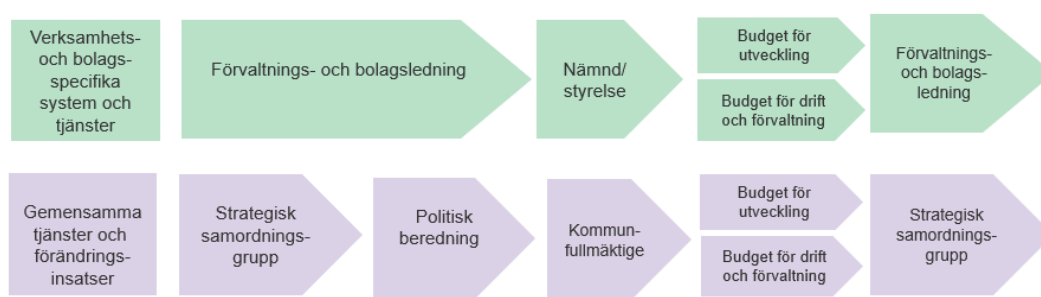 Verksamhets-
och bolags-
specifika
system och
tjänster
Förvaltnings- och bolagsledning
Nämnd/
styrelse
Budget för
utveckling
Budget för drift
och förvaltning
Förvaltnings-
och bolags-
ledning
Gemensamma
tjänster och
förändrings-
insatser
Strategisk
samordnings-
grupp
Politisk
beredning
Kommun-
fullmäktige
Budget för
utveckling
Budget för drift
och förvaltning
Strategisk
samordnings-
grupp